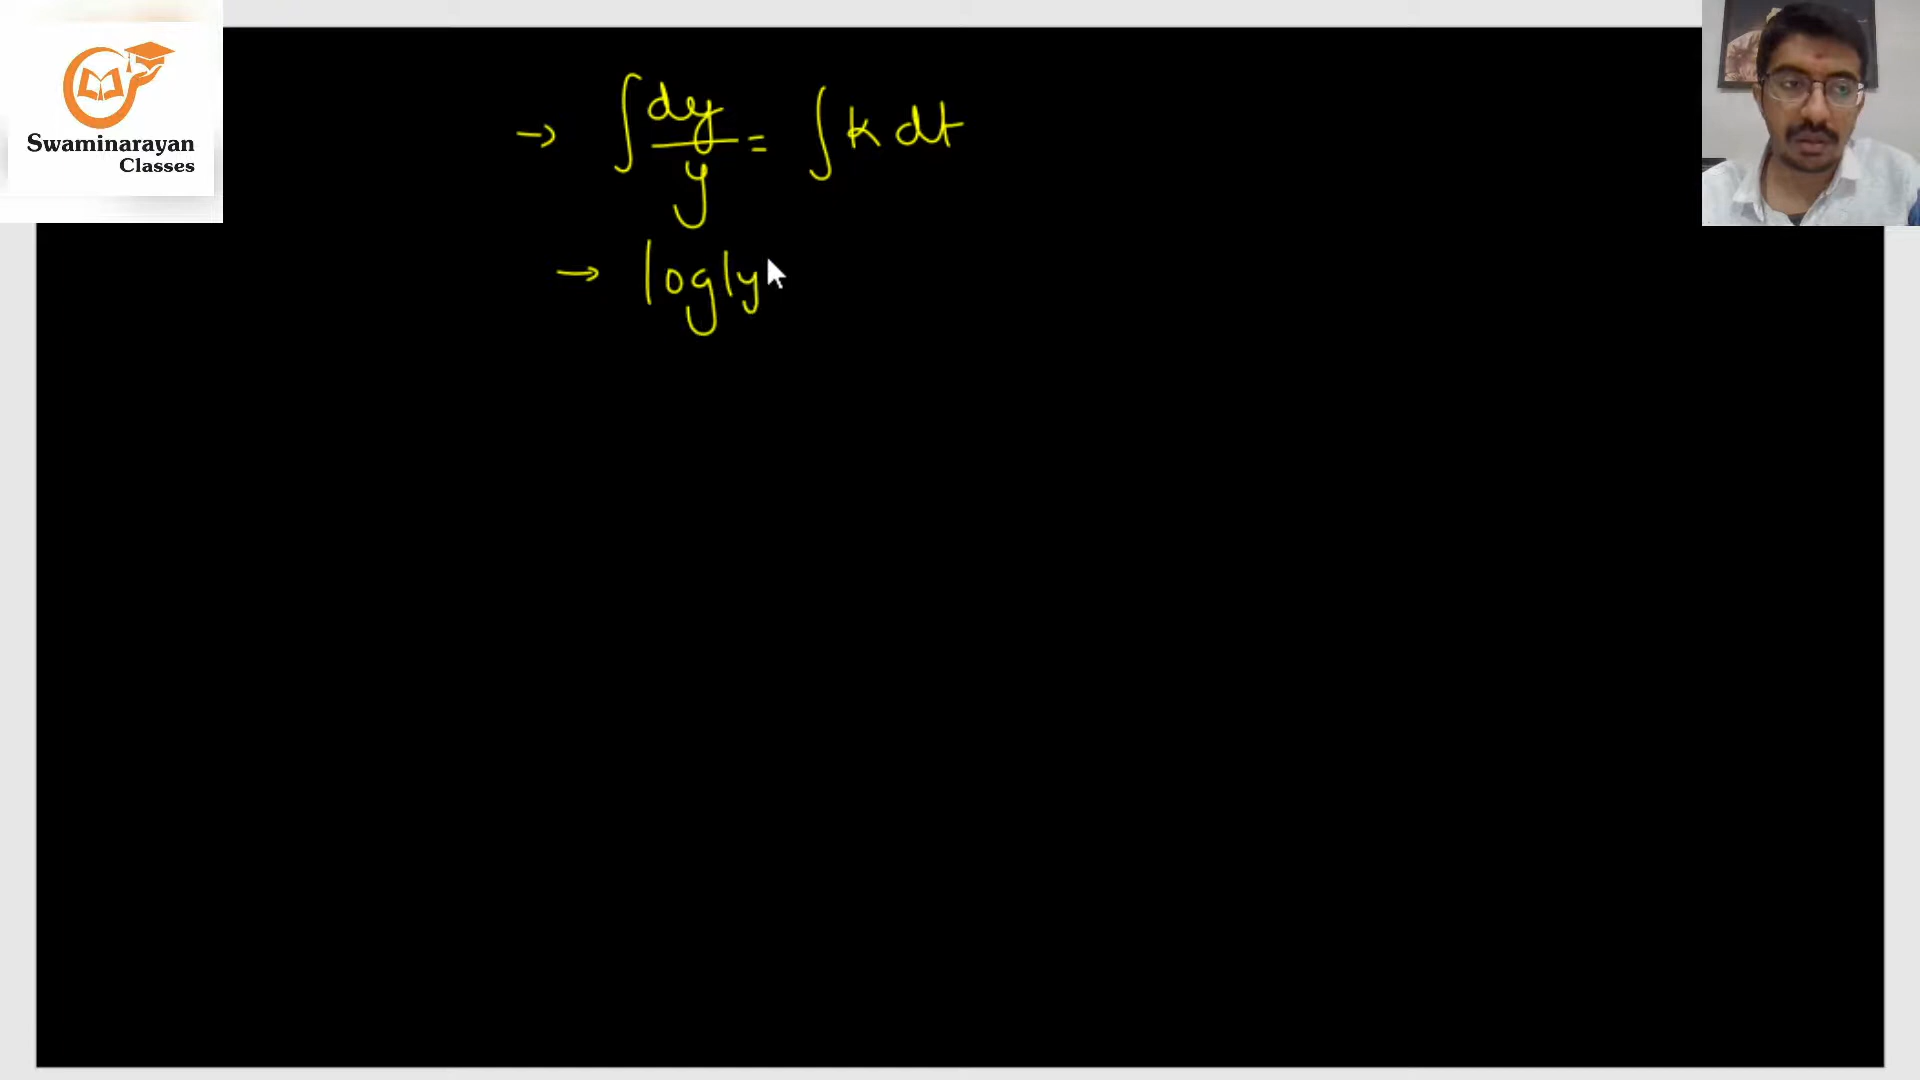 Swaminarayan
Classes
→ ∫ dy/y = ∫ k dt
→ log|y